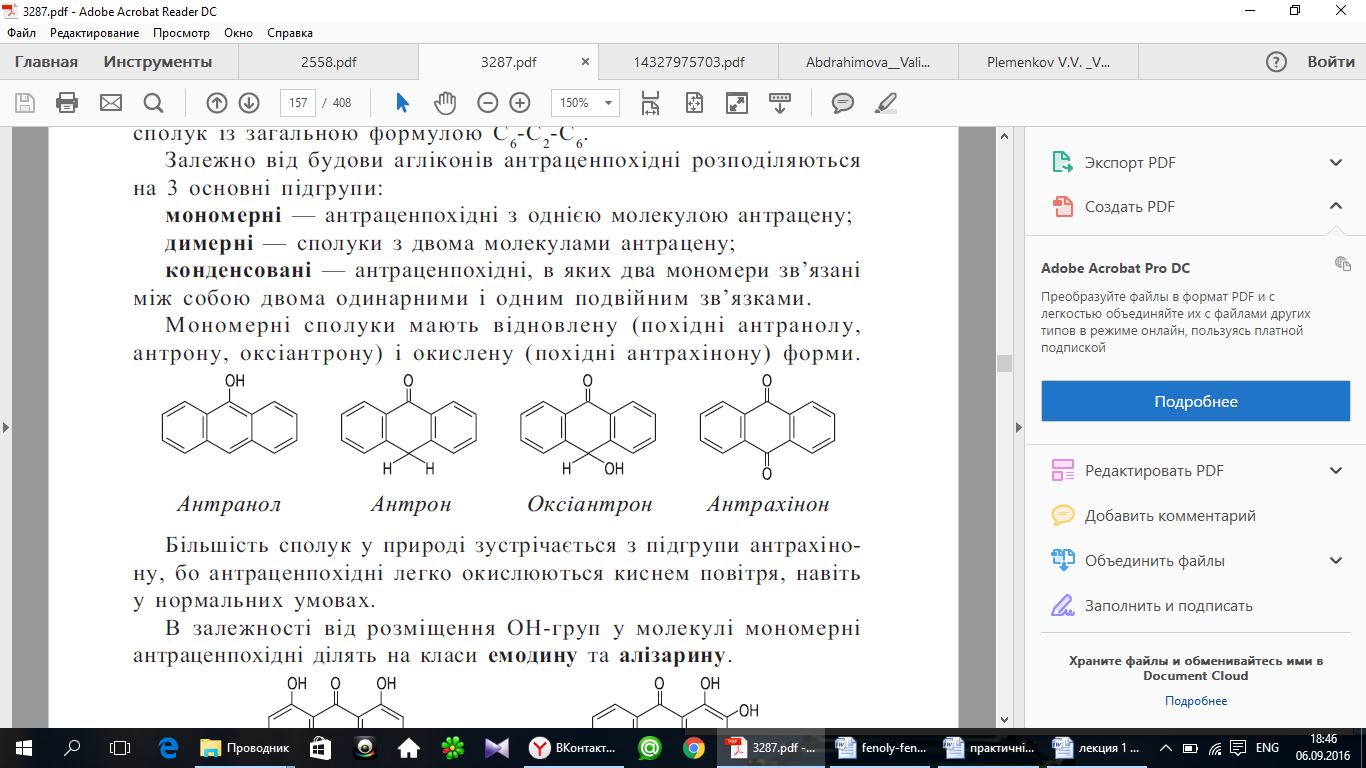 3287.pdf - Adobe Acrobat Reader DC
Файл Редактирование Просмотр Окно Справка
Главная Инструменты 2558.pdf 3287.pdf × 14327975703.pdf Abdrahimova__Vali... Plemenkov V.V. _V... Войти
157 / 408 150%
сполук із загальною формулою C6-C2-C6.
Залежно від будови агліконів антраценпохідні розподіляються
на 3 основні підгрупи:
мономерні — антраценпохідні з однією молекулою антрацену;
димерні — сполуки з двома молекулами антрацену;
конденсовані — антраценпохідні, в яких два мономери зв’язані
між собою двома одинарними і одним подвійним зв’язками.
Мономерні сполуки мають відновлену (похідні антранолу,
антрону, оксіантрону) і окислену (похідні антрахінону) форми.
OH O O O
H H H OH O
Антранол Антрон Оксіантрон Антрахінон
Більшість сполук у природі зустрічається з підгрупи антрахіно-
ну, бо антраценпохідні легко окислюються киснем повітря, навіть
у нормальних умовах.
В залежності від розміщення ОН-груп у молекулі мономерні
антраценпохідні ділять на класи емодину та алізарину.
OH O OH O OH
OH
Экспорт PDF
Создать PDF
Adobe Acrobat Pro DC
Преобразуйте файлы в формат PDF и с
легкостью объединяйте их с файлами других
типов в режиме онлайн, пользуясь платной
подпиской
Подробнее
Редактировать PDF
Добавить комментарий
Объединить файлы
Заполнить и подписать
Храните файлы и обменивайтесь ими в
Document Cloud
Подробнее
Проводник ВКонтакт... 3287.pdf -... fenoly-fen... практичні... лекция 1 ... ENG 18:46
06.09.2016